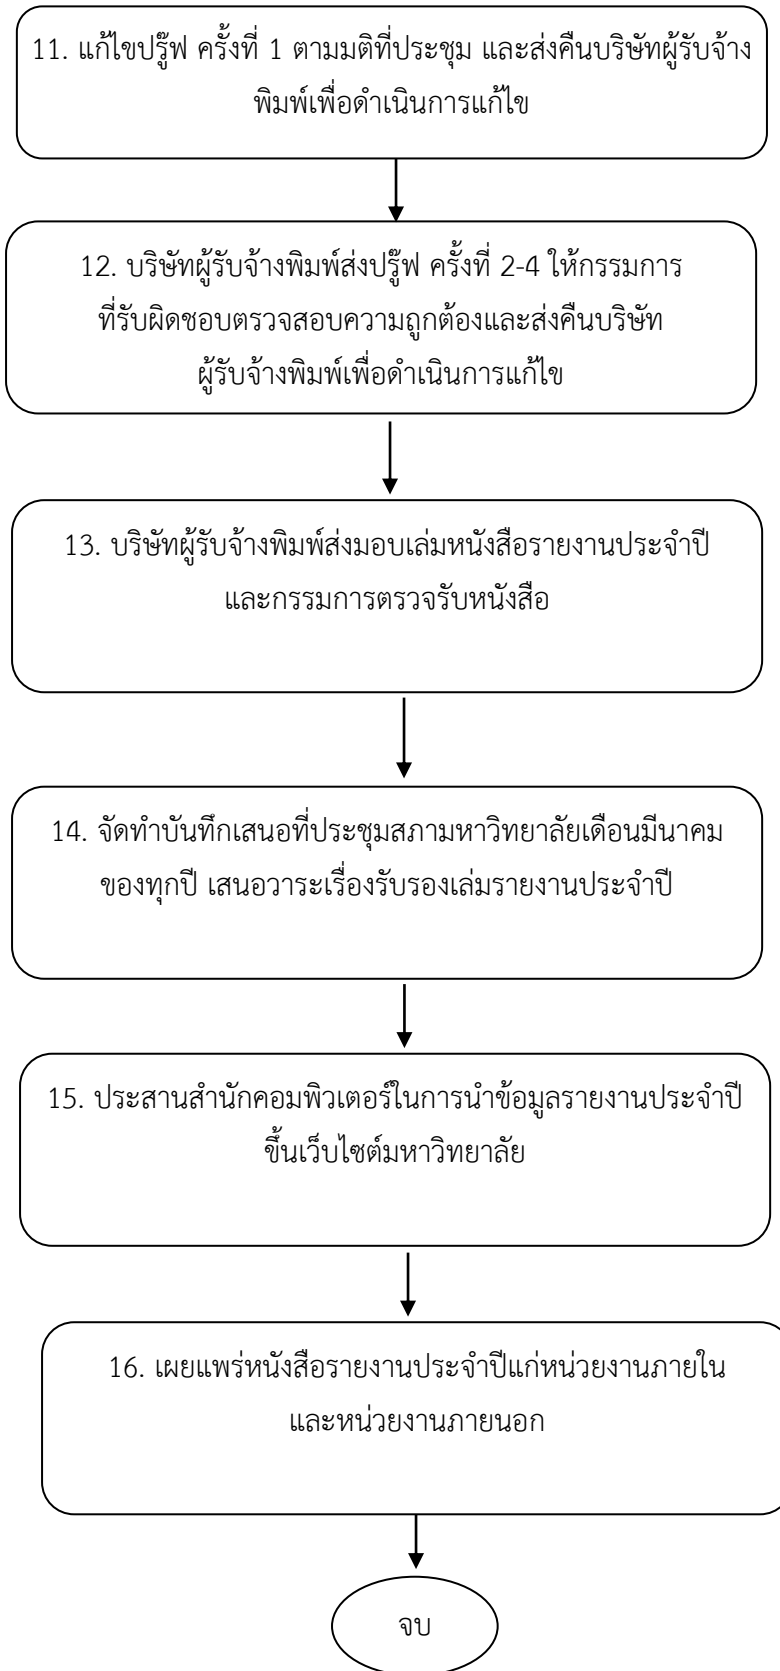 11. แก้ไขปรู๊ฟ ครั้งที่ 1 ตามมติที่ประชุม และส่งคืนบริษัทผู้รับจ้าง
พิมพ์เพื่อดำเนินการแก้ไข
12. บริษัทผู้รับจ้างพิมพ์ส่งปรู๊ฟ ครั้งที่ 2-4 ให้กรรมการ
ที่รับผิดชอบตรวจสอบความถูกต้องและส่งคืนบริษัท
ผู้รับจ้างพิมพ์เพื่อดำเนินการแก้ไข
13. บริษัทผู้รับจ้างพิมพ์ส่งมอบเล่มหนังสือรายงานประจำปี
และกรรมการตรวจรับหนังสือ
14. จัดทำบันทึกเสนอที่ประชุมสภามหาวิทยาลัยเดือนมีนาคม
ของทุกปี เสนอวาระเรื่องรับรองเล่มรายงานประจำปี
15. ประสานสำนักคอมพิวเตอร์ในการนำข้อมูลรายงานประจำปี
ขึ้นเว็บไซต์มหาวิทยาลัย
16. เผยแพร่หนังสือรายงานประจำปีแก่หน่วยงานภายใน
และหน่วยงานภายนอก
จบ